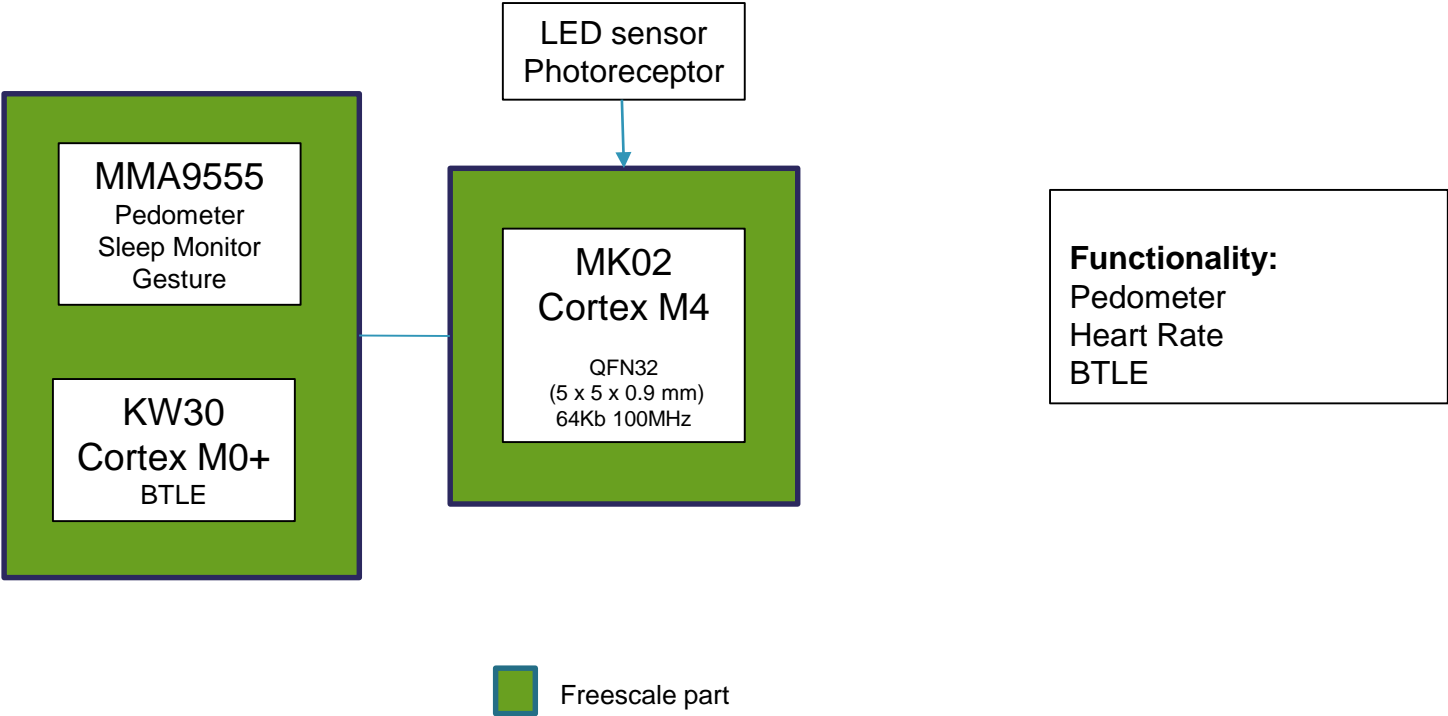 LED sensor
Photoreceptor
MMA9555
Pedometer
Sleep Monitor
Gesture
KW30
Cortex M0+
BTLE
MK02
Cortex M4
QFN32
(5 x 5 x 0.9 mm)
64Kb 100MHz
Functionality:
Pedometer
Heart Rate
BTLE
Freescale part